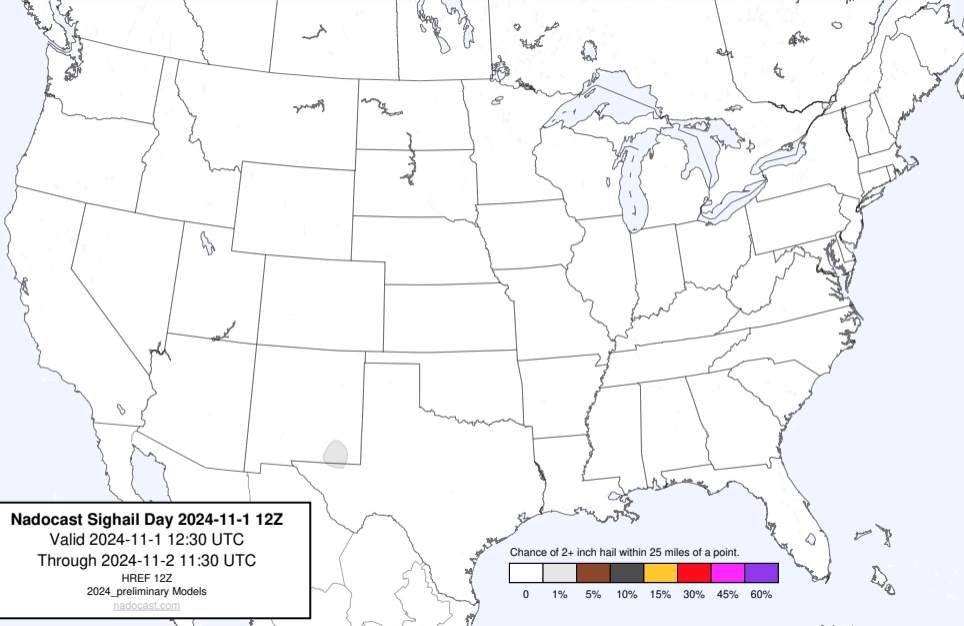 Nadocast Sighail Day 2024-11-1 12Z
Valid 2024-11-1 12:30 UTC
Through 2024-11-2 11:30 UTC
HREF 12Z
2024_preliminary Models
nadocast.com
Chance of 2+ inch hail within 25 miles of a point.
0 1% 5% 10% 15% 30% 45% 60%